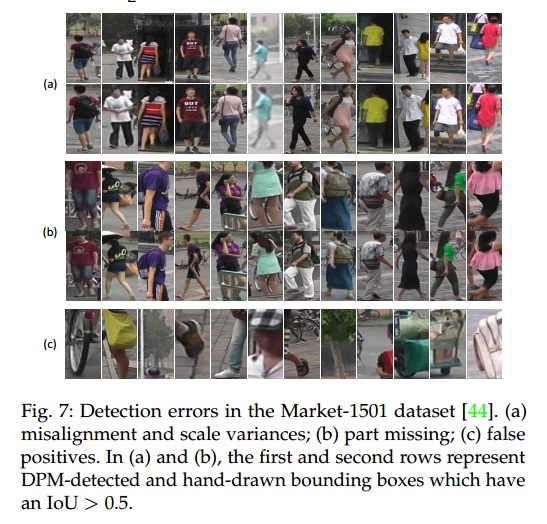 (a)
(b)
(c)
Fig. 7: Detection errors in the Market-1501 dataset [44]. (a)
misalignment and scale variances; (b) part missing; (c) false
positives. In (a) and (b), the first and second rows represent
DPM-detected and hand-drawn bounding boxes which have
an IoU > 0.5.